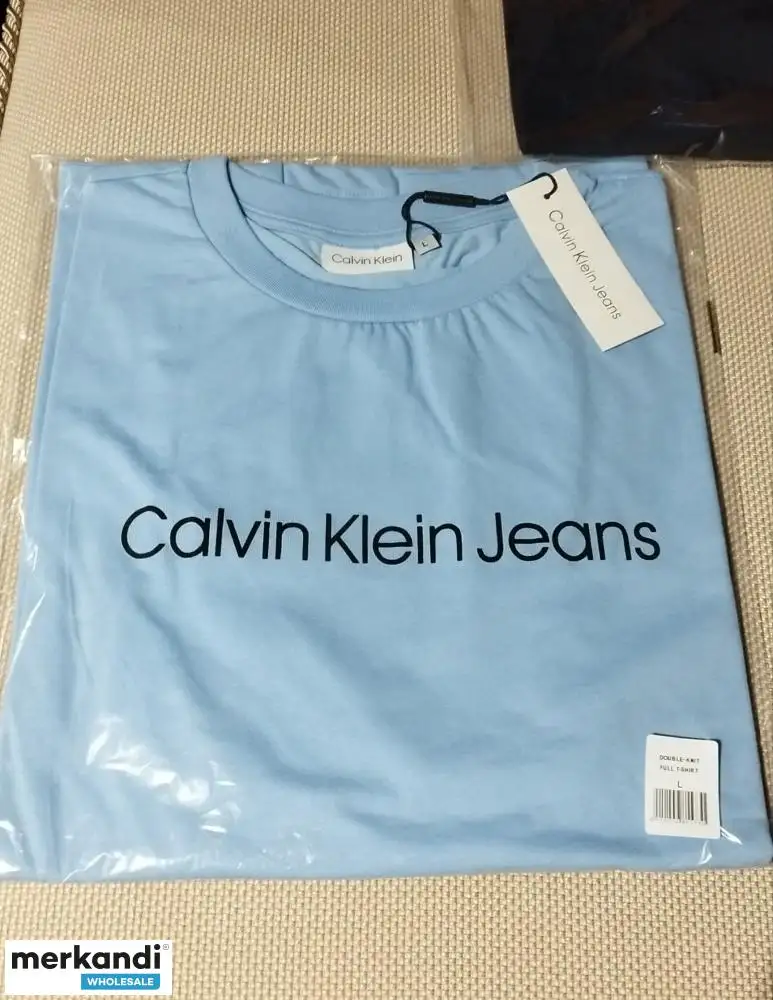 Calvin Klein
L
Calvin Klein Jeans
Calvin Klein Jeans
DOUBLE-KNIT
FULL T-SHIRT
L
merkandi®
WHOLESALE